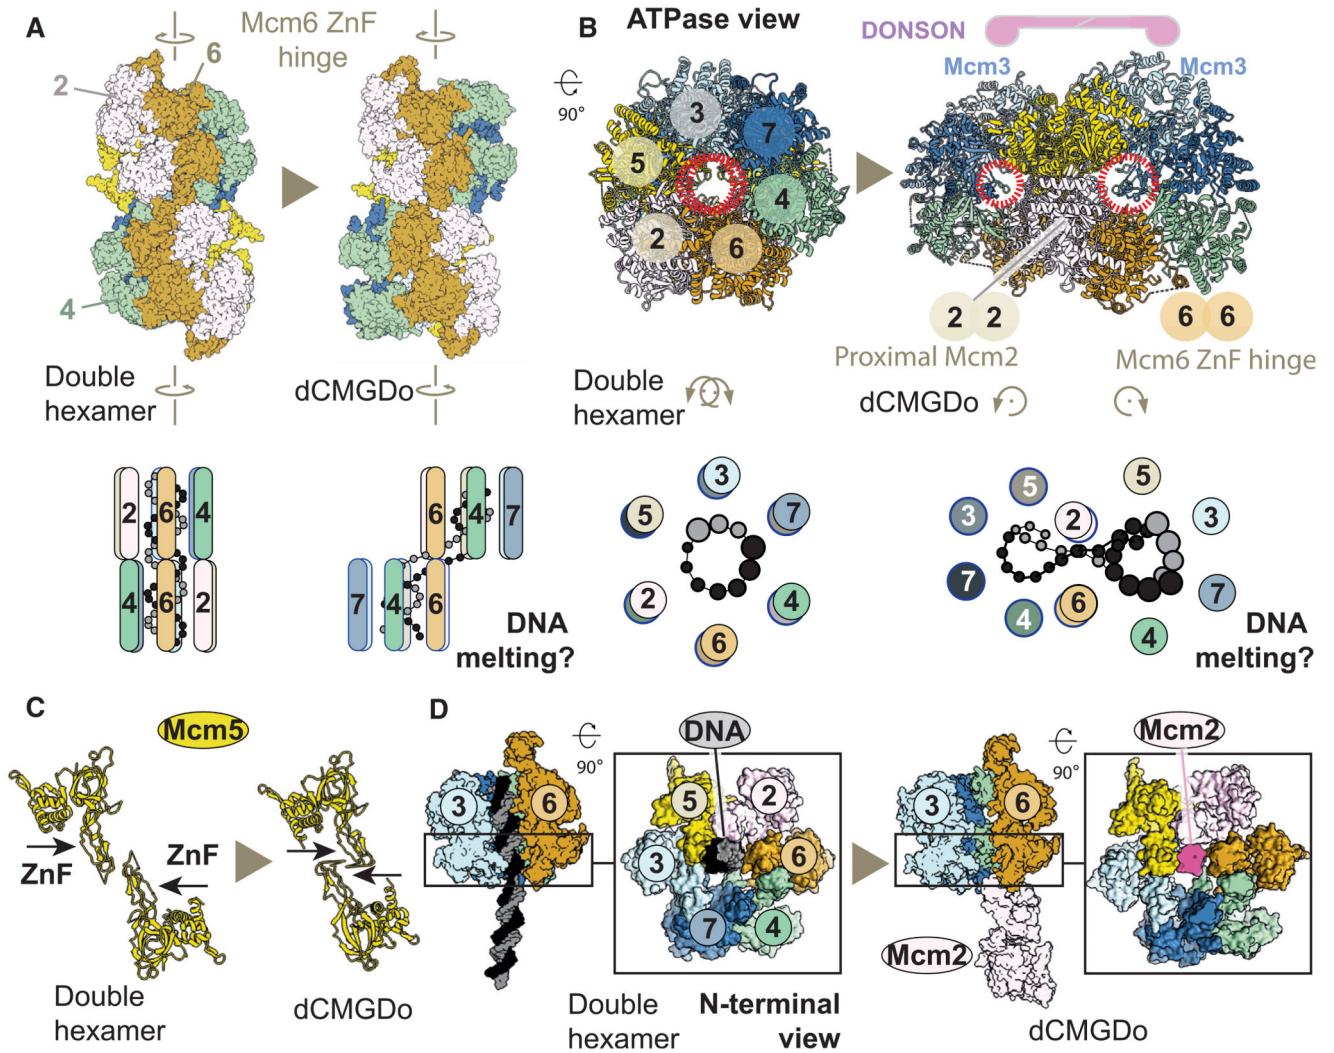 A
Mcm6 ZnF
hinge
2
6
4
Double
hexamer
dCMGDo
2 6 4
4 6 2
6 4 7
7 4 6
DNA
melting?
B
ATPase view
DONSON
Mcm3
Mcm3
90°
3
7
5
4
2
6
2 2
6 6
Proximal Mcm2
Mcm6 ZnF hinge
Double
hexamer
dCMGDo
3
5
7
2
4
6
5
5
3
2
3
7
7
4
6
4
DNA
melting?
C
Mcm5
ZnF
ZnF
Double
hexamer
dCMGDo
D
90°
DNA
3
6
5
2
3
6
7
4
Double
hexamer
N-terminal
view
90°
Mcm2
3
6
Mcm2
dCMGDo